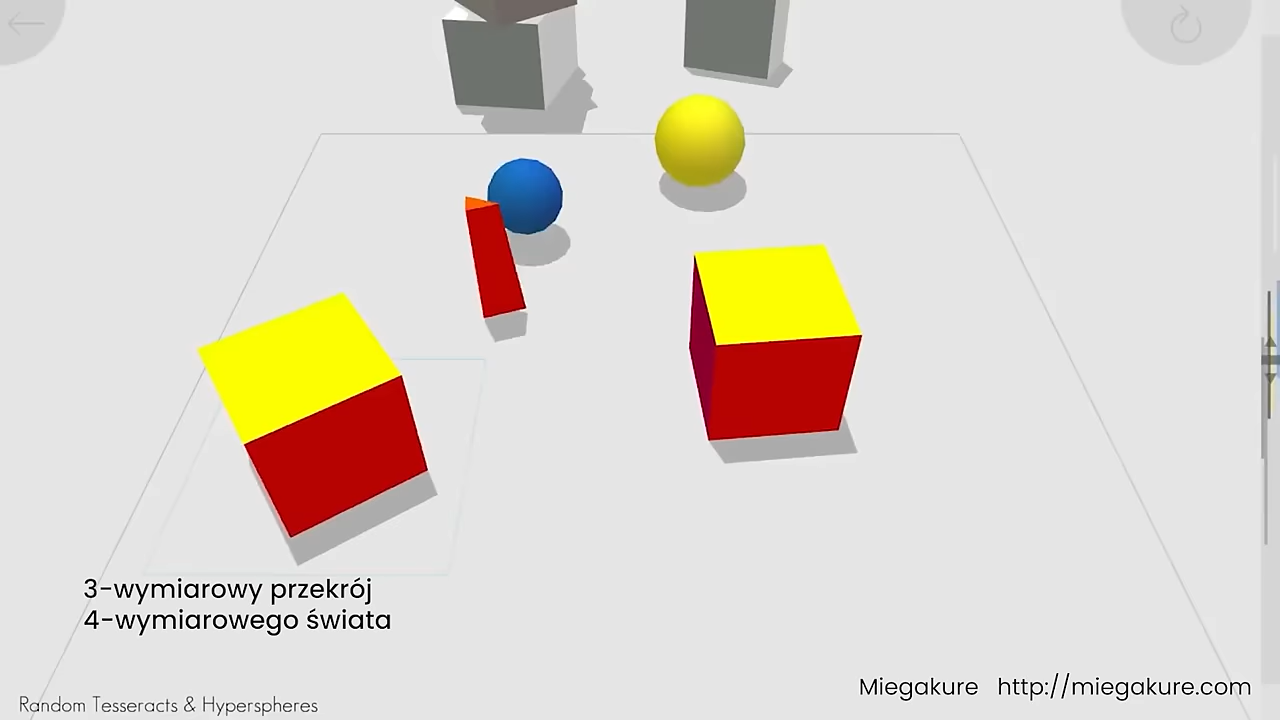 3-wymiarowy przekrój
4-wymiarowego świata
Miegakure http://miegakure.com
Random Tesseracts & Hyperspheres